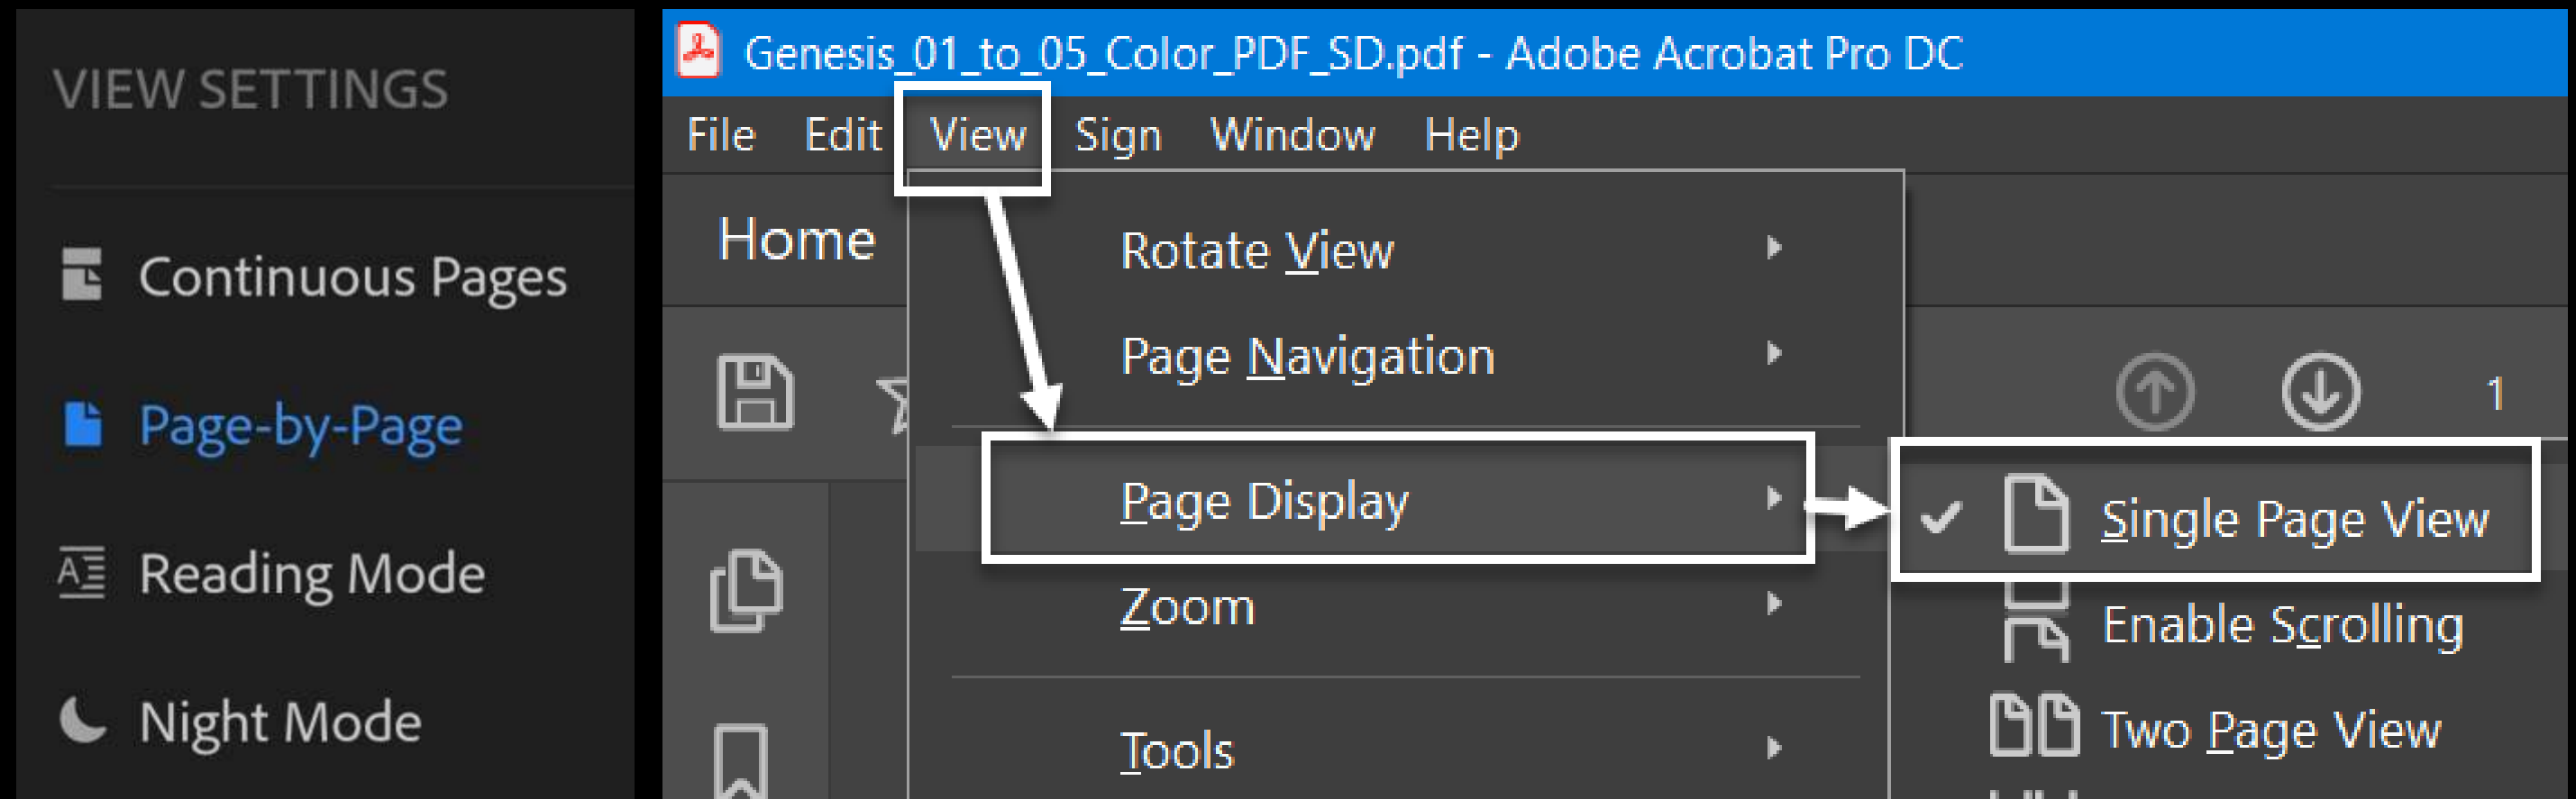 VIEW SETTINGS
Continuous Pages
Page-by-Page
Reading Mode
Night Mode
Genesis_01_to_05_Color_PDF_SD.pdf - Adobe Acrobat Pro DC
File Edit View Sign Window Help
Home
Rotate View
Page Navigation
1
Page Display
Single Page View
Zoom
Enable Scrolling
Tools
Two Page View